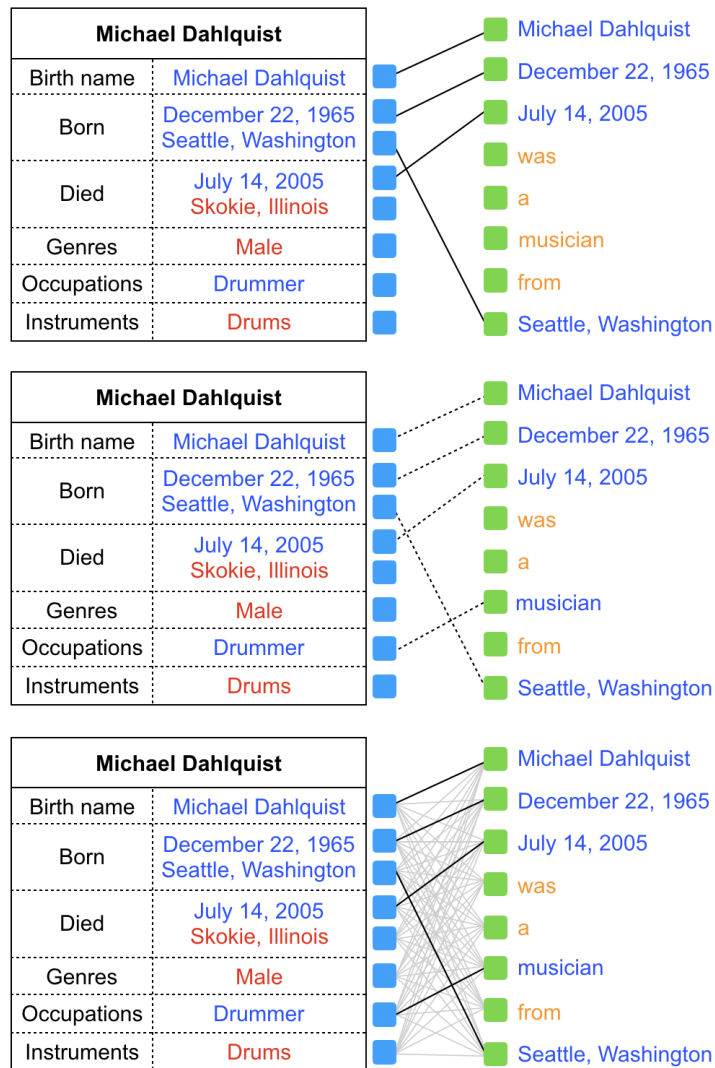 Michael Dahlquist
Birth name Michael Dahlquist
Born December 22, 1965
Seattle, Washington
Died July 14, 2005
Skokie, Illinois
Genres Male
Occupations Drummer
Instruments Drums
Michael Dahlquist
December 22, 1965
July 14, 2005
was
a
musician
from
Seattle, Washington
Michael Dahlquist
Birth name Michael Dahlquist
Born December 22, 1965
Seattle, Washington
Died July 14, 2005
Skokie, Illinois
Genres Male
Occupations Drummer
Instruments Drums
Michael Dahlquist
December 22, 1965
July 14, 2005
was
a
musician
from
Seattle, Washington
Michael Dahlquist
Birth name Michael Dahlquist
Born December 22, 1965
Seattle, Washington
Died July 14, 2005
Skokie, Illinois
Genres Male
Occupations Drummer
Instruments Drums
Michael Dahlquist
December 22, 1965
July 14, 2005
was
a
musician
from
Seattle, Washington